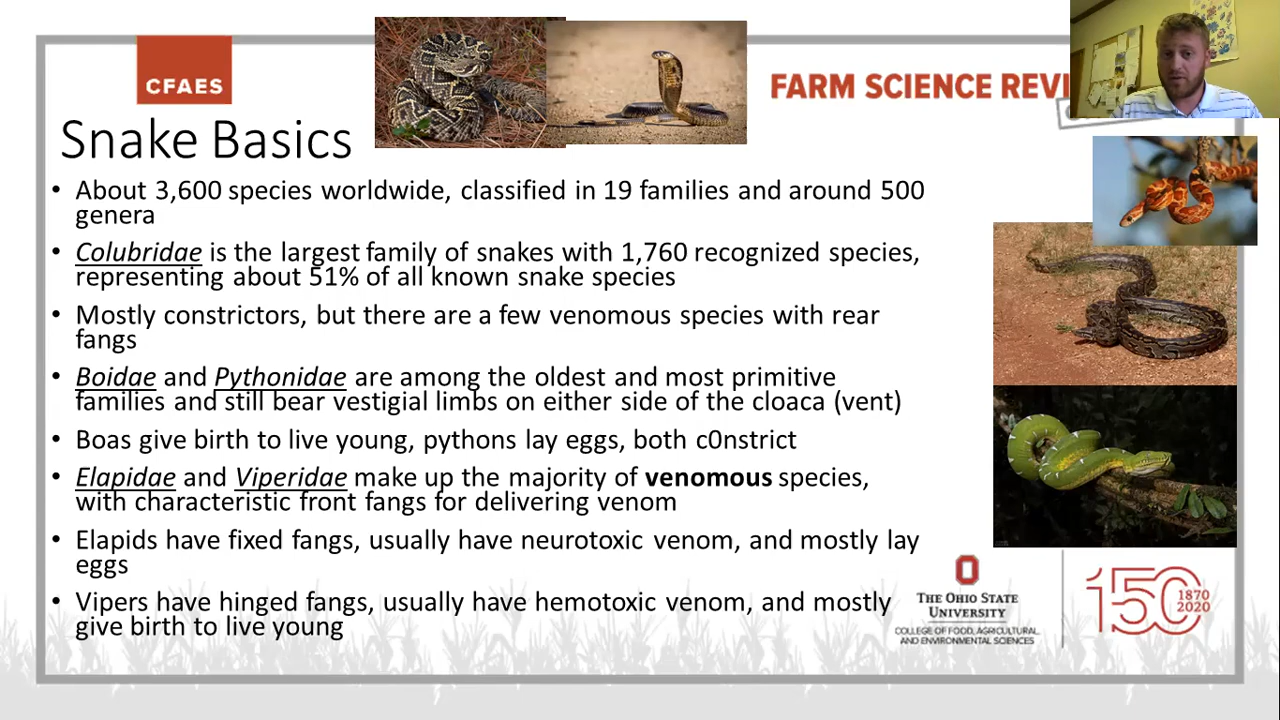 CFAES
FARM SCIENCE REVI
Snake Basics
• About 3,600 species worldwide, classified in 19 families and around 500
genera
• Colubridae is the largest family of snakes with 1,760 recognized species,
representing about 51% of all known snake species
• Mostly constrictors, but there are a few venomous species with rear
fangs
• Boidae and Pythonidae are among the oldest and most primitive
families and still bear vestigial limbs on either side of the cloaca (vent)
• Boas give birth to live young, pythons lay eggs, both c0nstrict
• Elapidae and Viperidae make up the majority of venomous species,
with characteristic front fangs for delivering venom
• Elapids have fixed fangs, usually have neurotoxic venom, and mostly lay
eggs
• Vipers have hinged fangs, usually have hemotoxic venom, and mostly
give birth to live young
THE OHIO STATE
UNIVERSITY
COLLEGE OF FOOD, AGRICULTURAL,
AND ENVIRONMENTAL SCIENCES
150
1870
2020